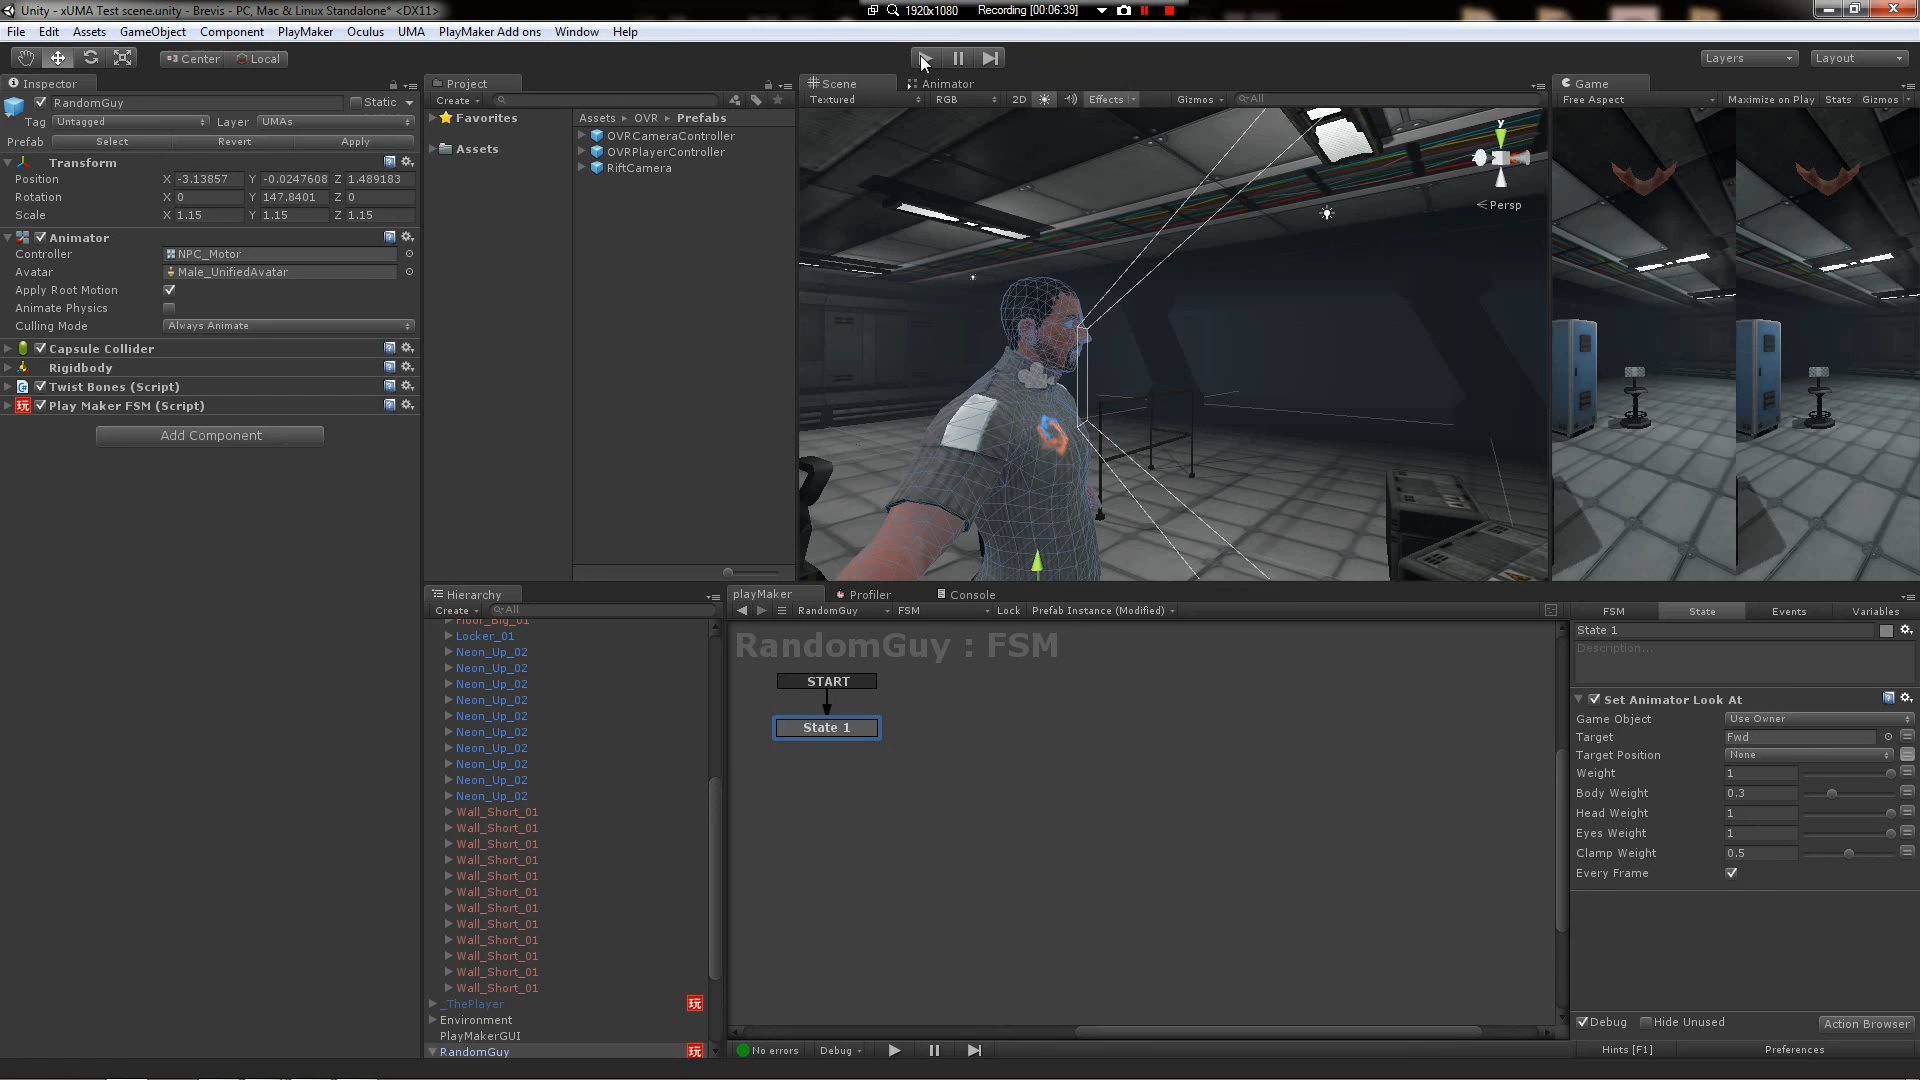 Unity - xUMA Test scene.unity - Brevis - PC, Mac & Linux Standalone* <DX11>
1920x1080
Recording [00:06:39]
File Edit Assets GameObject Component PlayMaker Oculus UMA PlayMaker Add ons Window Help
Center Local
Layers
Layout
Inspector
RandomGuy
Static
Tag Untagged Layer UMAs
Prefab Select Revert Apply
Transform
Position X -3.13857 Y -0.0247608 Z 1.489183
Rotation X 0 Y 147.8401 Z 0
Scale X 1.15 Y 1.15 Z 1.15
Animator
Controller NPC_Motor
Avatar Male_UnifiedAvatar
Apply Root Motion
Animate Physics
Culling Mode Always Animate
Capsule Collider
Rigidbody
Twist Bones (Script)
玩 Play Maker FSM (Script)
Add Component
Project
Create
Favorites
Assets
Assets OVR Prefabs
OVRCameraController
OVRPlayerController
RiftCamera
Scene Animator
Textured RGB 2D Effects Gizmos All
y
Persp
Game
Free Aspect Maximize on Play Stats Gizmos
Hierarchy
Create All
Floor_Big_01
Locker_01
Neon_Up_02
Neon_Up_02
Neon_Up_02
Neon_Up_02
Neon_Up_02
Neon_Up_02
Neon_Up_02
Neon_Up_02
Neon_Up_02
Neon_Up_02
Wall_Short_01
Wall_Short_01
Wall_Short_01
Wall_Short_01
Wall_Short_01
Wall_Short_01
Wall_Short_01
Wall_Short_01
Wall_Short_01
Wall_Short_01
Wall_Short_01
Wall_Short_01
_ThePlayer 玩
Environment
PlayMakerGUI
RandomGuy 玩
playMaker Profiler Console
RandomGuy FSM Lock Prefab Instance (Modified)
RandomGuy : FSM
START
State 1
No errors Debug
FSM State Events Variables
State 1
Description...
Set Animator Look At
Game Object Use Owner
Target Fwd
Target Position None
Weight 1
Body Weight 0.3
Head Weight 1
Eyes Weight 1
Clamp Weight 0.5
Every Frame
Debug Hide Unused Action Browser
Hints [F1] Preferences